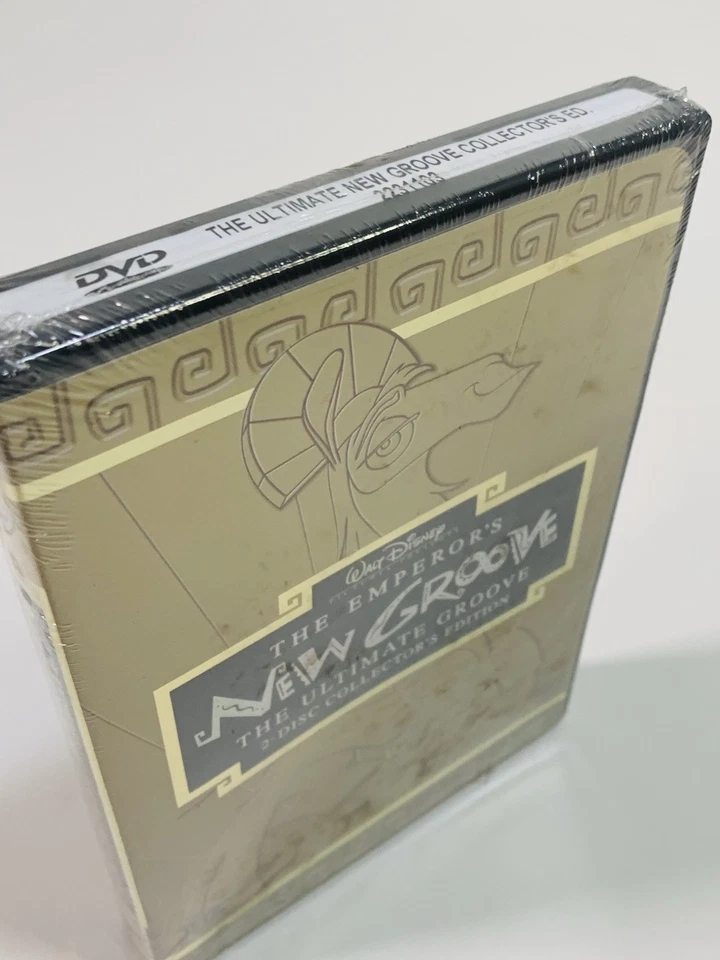 DVD
THE ULTIMATE NEW GROOVE COLLECTOR'S ED.
2231103
WALT DISNEY
THE EMPEROR'S
NEW GROOVE
THE ULTIMATE GROOVE
2-DISC COLLECTOR'S EDITION